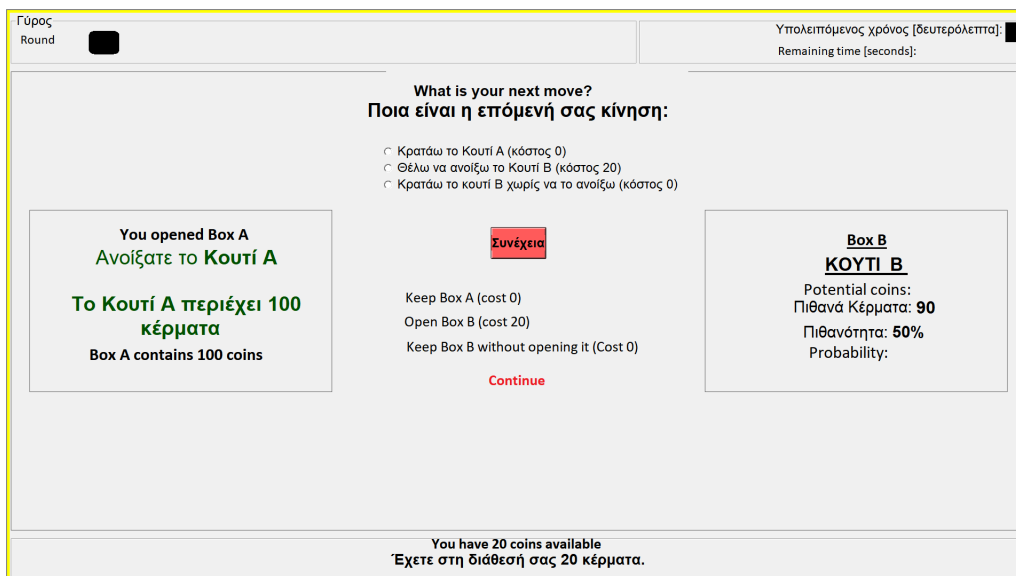 Γύρος
Round
Υπολειπόμενος χρόνος [δευτερόλεπτα]:
Remaining time [seconds]:
What is your next move?
Ποια είναι η επόμενή σας κίνηση:
Κρατάω το Κουτί Α (κόστος 0)
Θέλω να ανοίξω το Κουτί Β (κόστος 20)
Κρατάω το κουτί Β χωρίς να το ανοίξω (κόστος 0)
You opened Box A
Ανοίξατε το Κουτί Α
Το Κουτί Α περιέχει 100
κέρματα
Box A contains 100 coins
Συνέχεια
Keep Box A (cost 0)
Open Box B (cost 20)
Keep Box B without opening it (Cost 0)
Continue
Box B
ΚΟΥΤΙ Β
Potential coins:
Πιθανά Κέρματα: 90
Πιθανότητα: 50%
Probability:
You have 20 coins available
Έχετε στη διάθεσή σας 20 κέρματα.